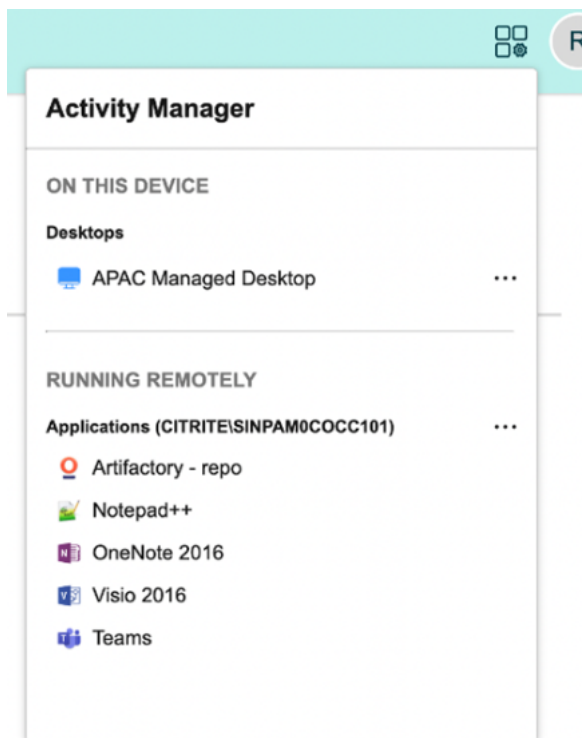 R
Activity Manager
ON THIS DEVICE
Desktops
APAC Managed Desktop
...
RUNNING REMOTELY
Applications (CITRITE\SINPAM0COCC101)
...
Artifactory - repo
Notepad++
OneNote 2016
Visio 2016
Teams